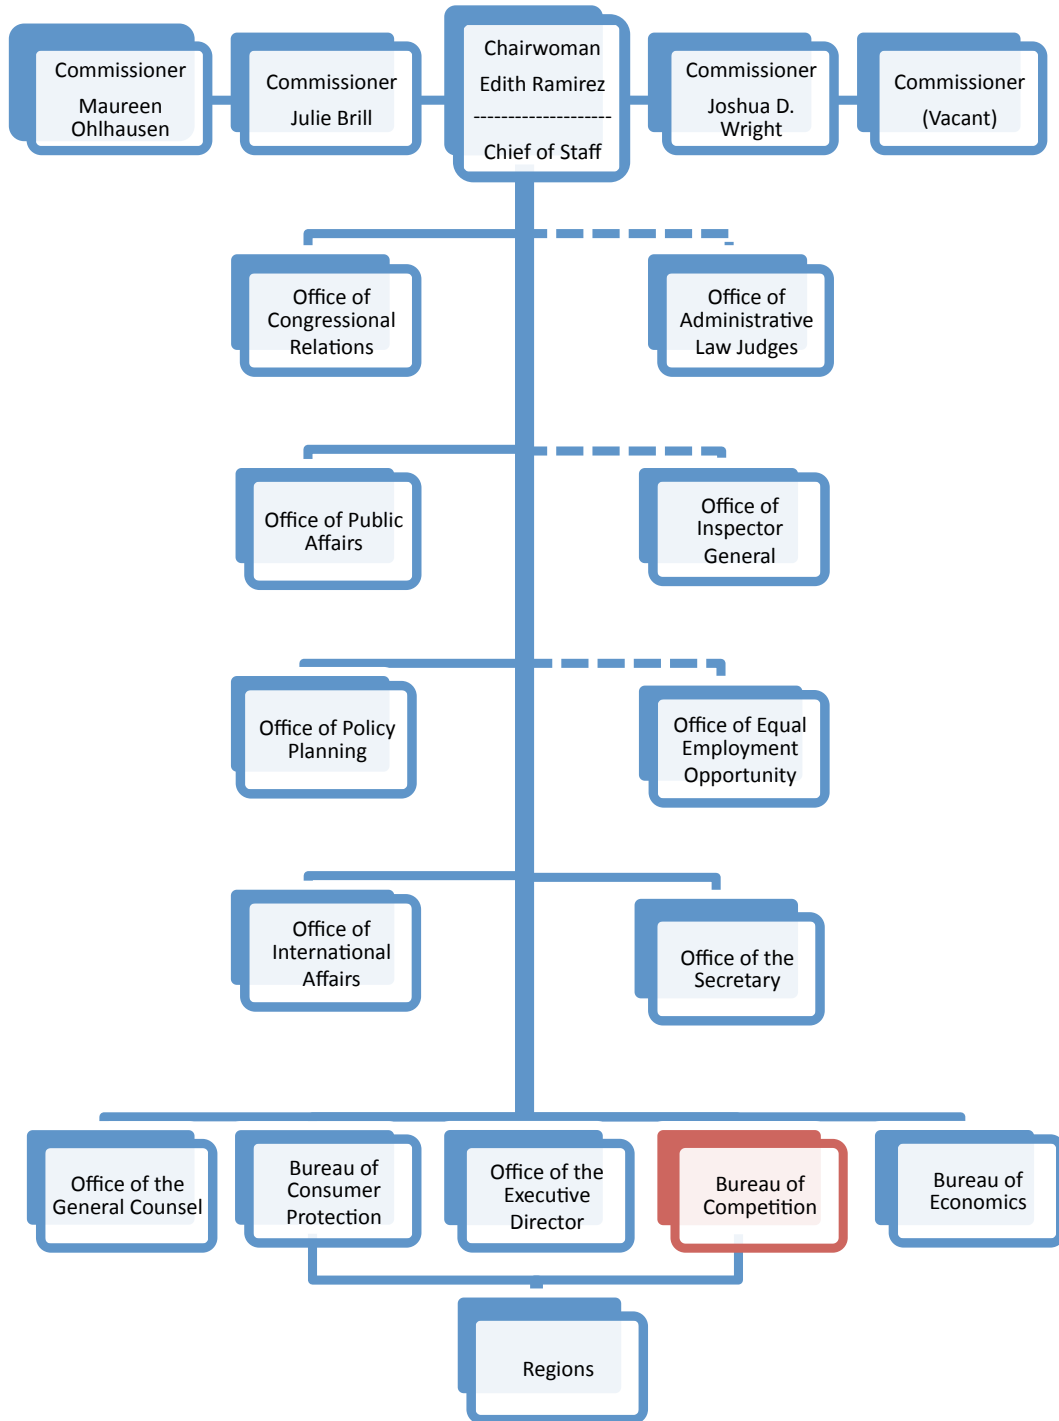 Commissioner
Maureen
Ohlhausen
Commissioner
Julie Brill
Chairwoman
Edith Ramirez
--------------------
Chief of Staff
Commissioner
Joshua D.
Wright
Commissioner
(Vacant)
Office of
Congressional
Relations
Office of
Administrative
Law Judges
Office of Public
Affairs
Office of
Inspector
General
Office of Policy
Planning
Office of Equal
Employment
Opportunity
Office of
International
Affairs
Office of the
Secretary
Office of the
General Counsel
Bureau of
Consumer
Protection
Office of the
Executive
Director
Bureau of
Competition
Bureau of
Economics
Regions